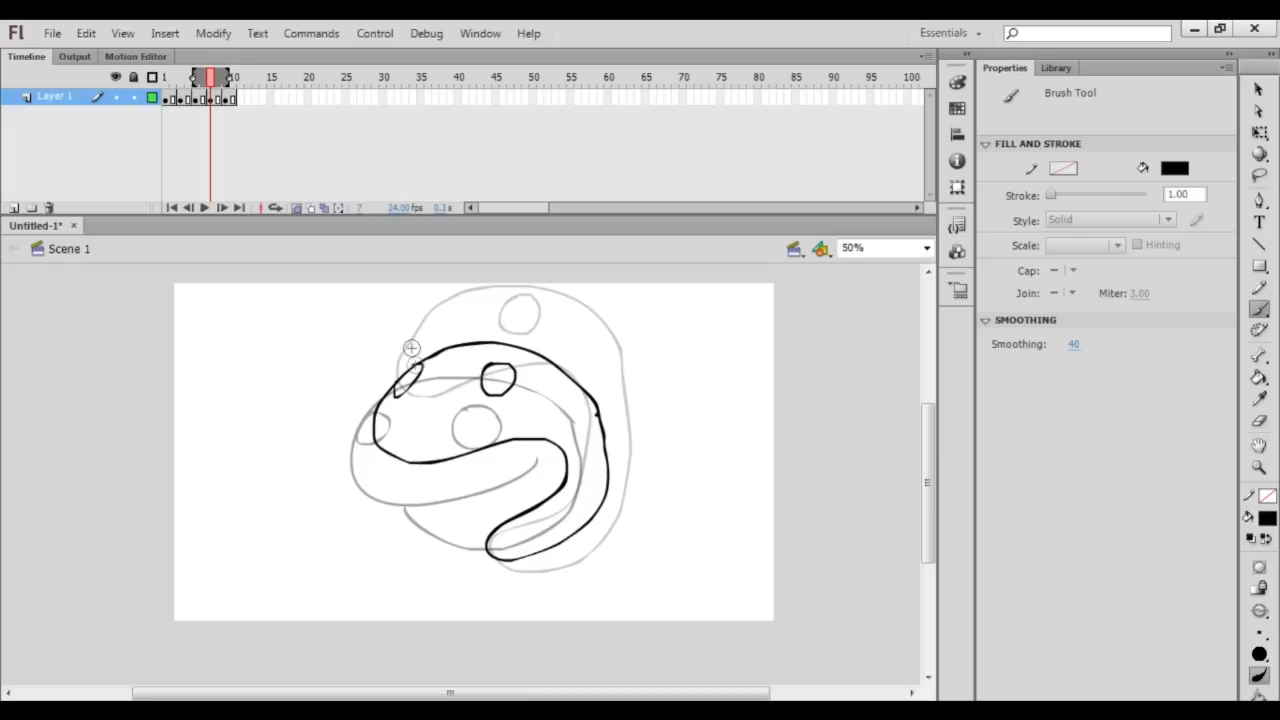 Fl File Edit View Insert Modify Text Commands Control Debug Window Help Essentials
Timeline Output Motion Editor
1 5 10 15 20 25 30 35 40 45 50 55 60 65 70 75 80 85 90 95 100
Layer 1
7 24.00 fps 0.3 s
Untitled-1*
Scene 1
50%
Properties Library
Brush Tool
FILL AND STROKE
Stroke: 1.00
Style: Solid
Scale: Hinting
Cap:
Join: Miter: 3.00
SMOOTHING
Smoothing: 40
T